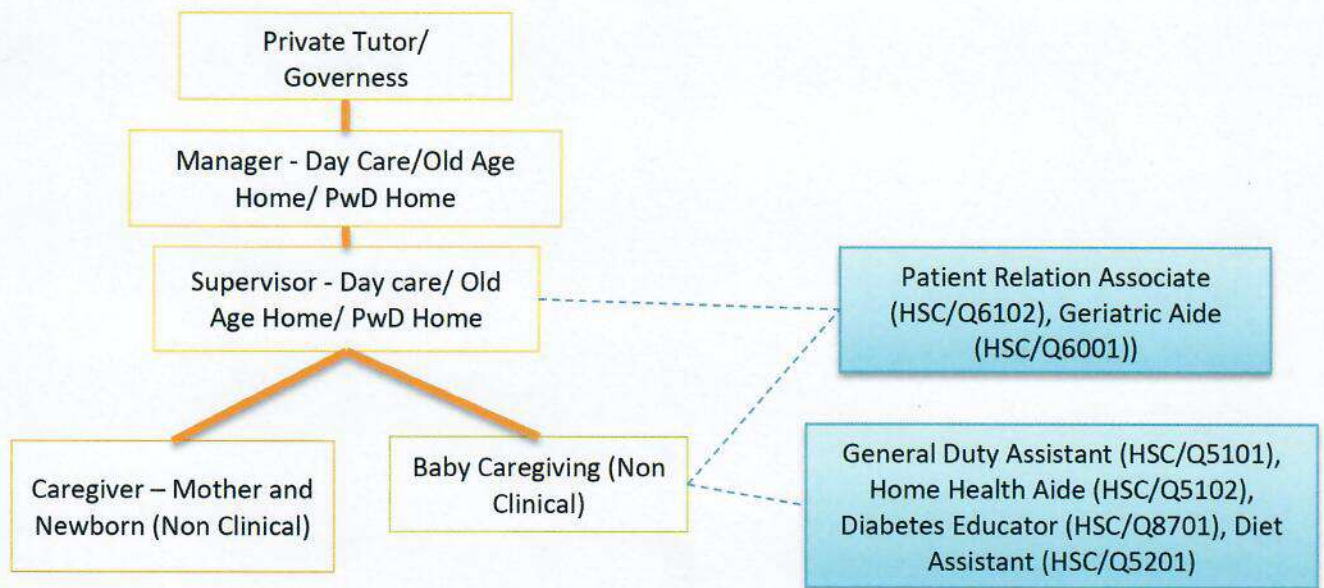 Private Tutor/
Governess
Manager - Day Care/Old Age
Home/ PwD Home
Supervisor - Day care/ Old
Age Home/ PwD Home
Patient Relation Associate
(HSC/Q6102), Geriatric Aide
(HSC/Q6001))
Caregiver – Mother and
Newborn (Non Clinical)
Baby Caregiving (Non
Clinical)
General Duty Assistant (HSC/Q5101),
Home Health Aide (HSC/Q5102),
Diabetes Educator (HSC/Q8701), Diet
Assistant (HSC/Q5201)